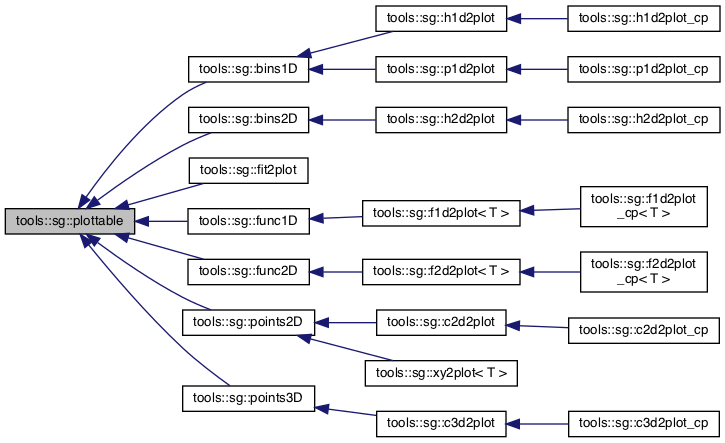 tools::sg::h1d2plot
tools::sg::h1d2plot_cp
tools::sg::bins1D
tools::sg::p1d2plot
tools::sg::p1d2plot_cp
tools::sg::bins2D
tools::sg::h2d2plot
tools::sg::h2d2plot_cp
tools::sg::fit2plot
tools::sg::plottable
tools::sg::func1D
tools::sg::f1d2plot< T >
tools::sg::f1d2plot
_cp< T >
tools::sg::func2D
tools::sg::f2d2plot< T >
tools::sg::f2d2plot
_cp< T >
tools::sg::points2D
tools::sg::c2d2plot
tools::sg::c2d2plot_cp
tools::sg::xy2plot< T >
tools::sg::points3D
tools::sg::c3d2plot
tools::sg::c3d2plot_cp